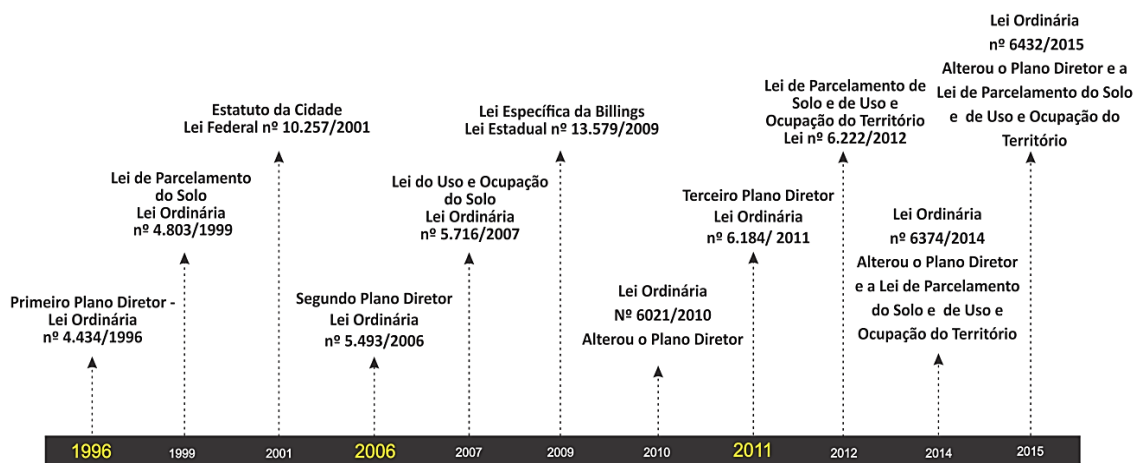 Primeiro Plano Diretor -
Lei Ordinária
nº 4.434/1996
Lei de Parcelamento
do Solo
Lei Ordinária
nº 4.803/1999
Estatuto da Cidade
Lei Federal nº 10.257/2001
Segundo Plano Diretor
Lei Ordinária
nº 5.493/2006
Lei do Uso e Ocupação
do Solo
Lei Ordinária
nº 5.716/2007
Lei Específica da Billings
Lei Estadual nº 13.579/2009
Lei Ordinária
Nº 6021/2010
Alterou o Plano Diretor
Terceiro Plano Diretor
Lei Ordinária
nº 6.184/ 2011
Lei de Parcelamento de
Solo e de Uso e
Ocupação do Território
Lei nº 6.222/2012
Lei Ordinária
nº 6374/2014
Alterou o Plano Diretor
e a Lei de Parcelamento
do Solo e de Uso e
Ocupação do Território
Lei Ordinária
nº 6432/2015
Alterou o Plano Diretor e a
Lei de Parcelamento do Solo
e de Uso e Ocupação do
Território
1996 1999 2001 2006 2007 2009 2010 2011 2012 2014 2015